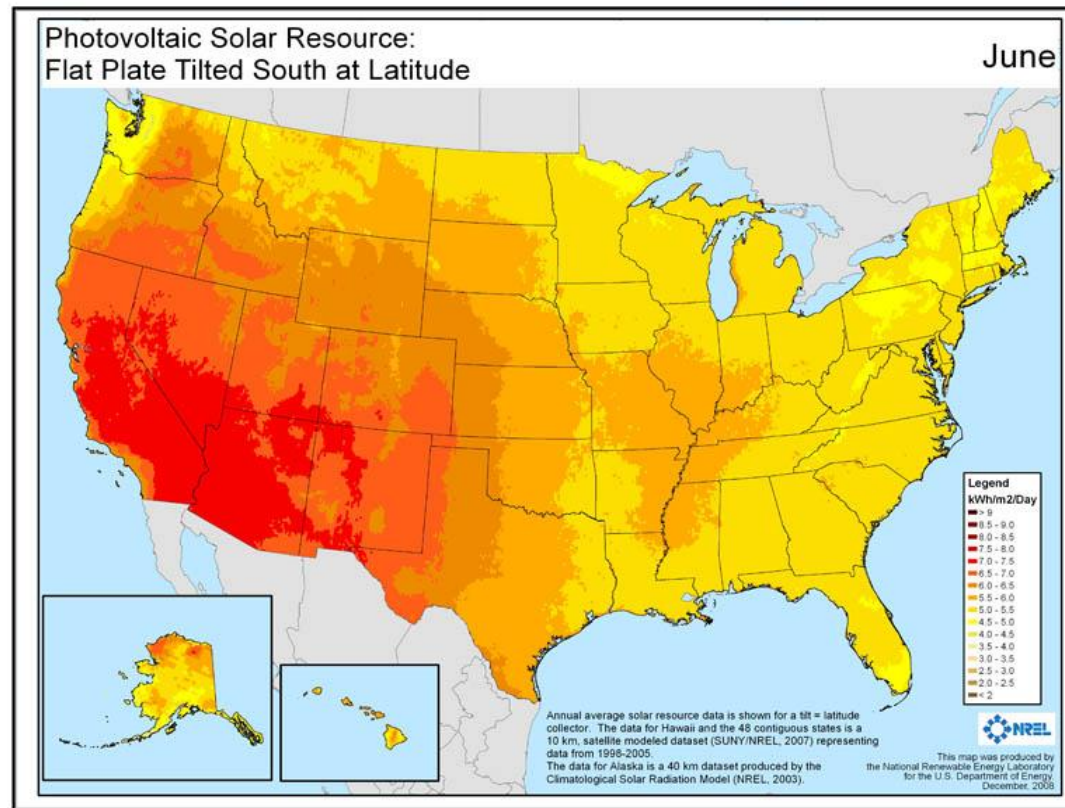 Photovoltaic Solar Resource:
Flat Plate Tilted South at Latitude
June
Legend
kWh/m2/Day
> 9
8.5 - 9.0
8.0 - 8.5
7.5 - 8.0
7.0 - 7.5
6.5 - 7.0
6.0 - 6.5
5.5 - 6.0
5.0 - 5.5
4.5 - 5.0
4.0 - 4.5
3.5 - 4.0
3.0 - 3.5
2.5 - 3.0
2.0 - 2.5
< 2
Annual average solar resource data is shown for a tilt = latitude
collector. The data for Hawaii and the 48 contiguous states is a
10 km, satellite modeled dataset (SUNY/NREL, 2007) representing
data from 1998-2005.
The data for Alaska is a 40 km dataset produced by the
Climatological Solar Radiation Model (NREL, 2003).
NREL
This map was produced by
the National Renewable Energy Laboratory
for the U.S. Department of Energy.
December, 2008